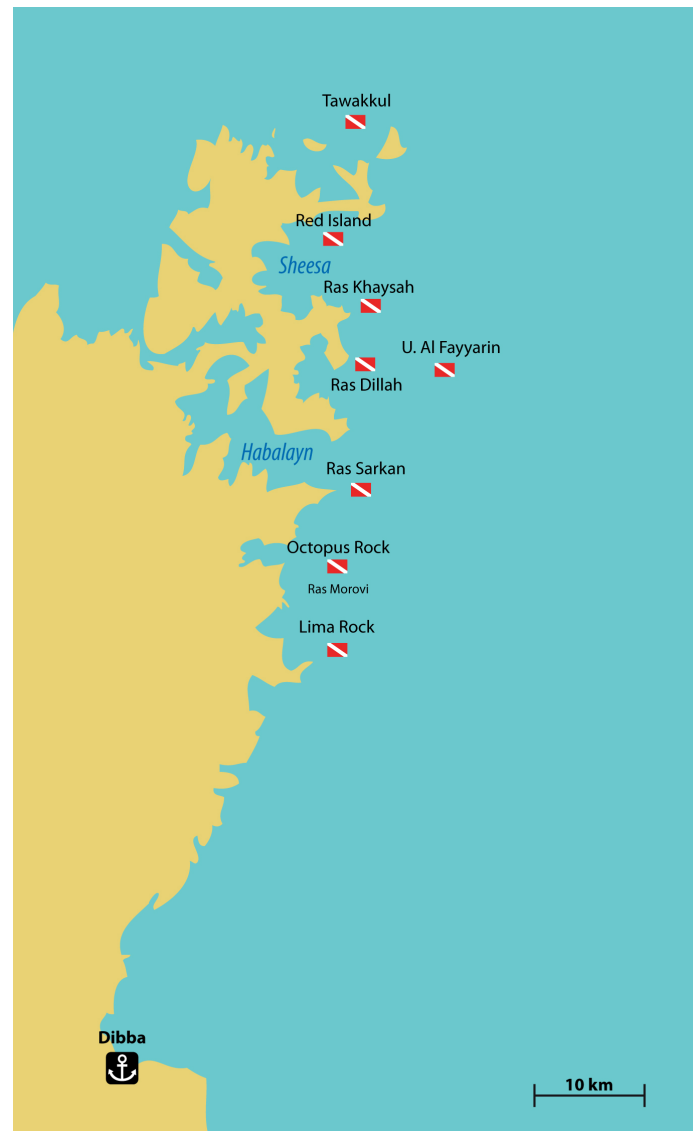 Tawakkul
Red Island
Sheesa
Ras Khaysah
U. Al Fayyarin
Ras Dillah
Habalayn
Ras Sarkan
Octopus Rock
Ras Morovi
Lima Rock
Dibba
10 km